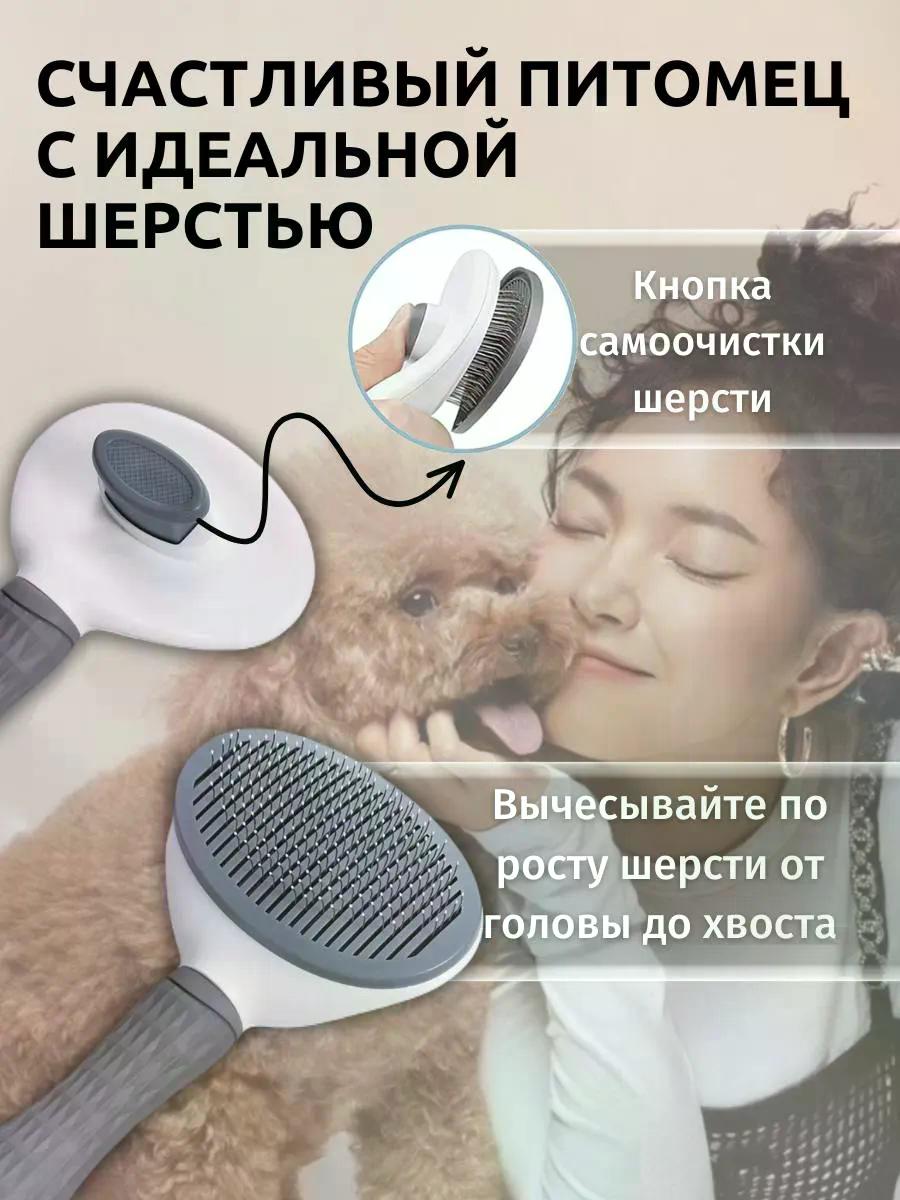 СЧАСТЛИВЫЙ ПИТОМЕЦ
С ИДЕАЛЬНОЙ
ШЕРСТЬЮ
Кнопка
самоочистки
шерсти
Вычесывайте по
росту шерсти от
головы до хвоста